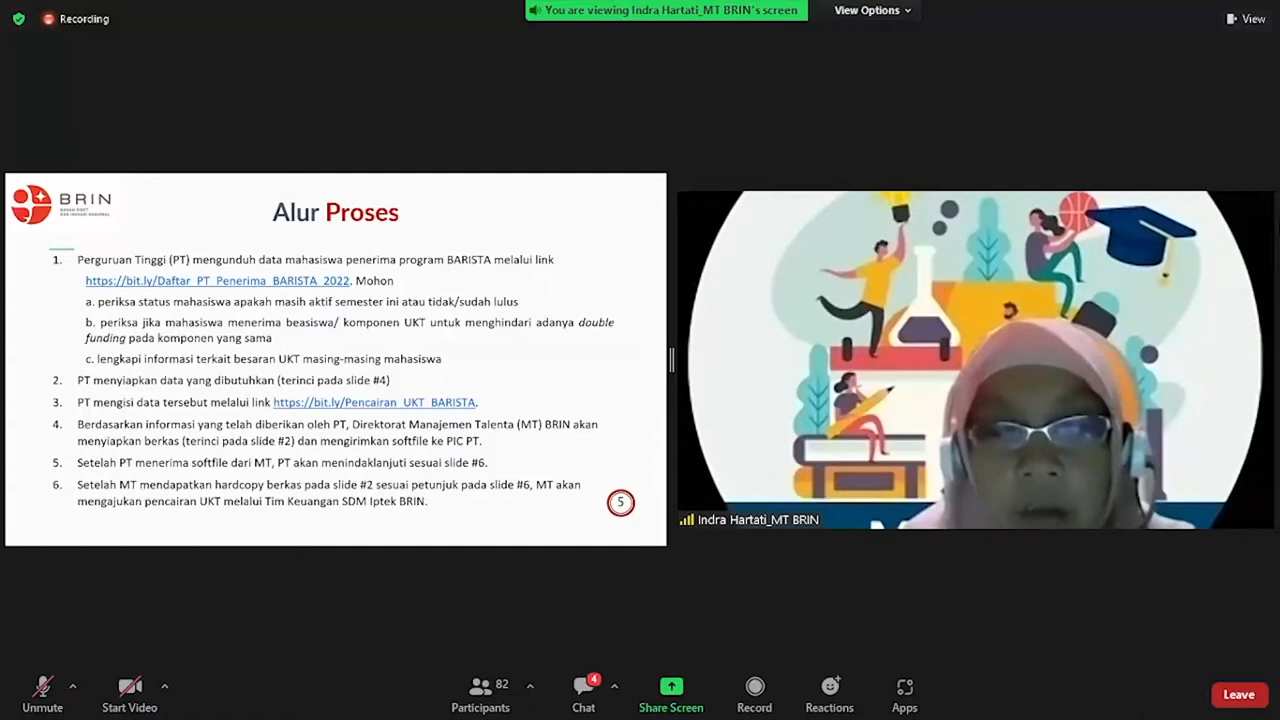 Recording
You are viewing Indra Hartati_MT BRIN's screen
View Options
View
BRIN
BADAN RISET
DAN INOVASI NASIONAL
Alur Proses
1. Perguruan Tinggi (PT) mengunduh data mahasiswa penerima program BARISTA melalui link
https://bit.ly/Daftar_PT_Penerima_BARISTA_2022. Mohon
a. periksa status mahasiswa apakah masih aktif semester ini atau tidak/sudah lulus
b. periksa jika mahasiswa menerima beasiswa/ komponen UKT untuk menghindari adanya double
funding pada komponen yang sama
c. lengkapi informasi terkait besaran UKT masing-masing mahasiswa
2. PT menyiapkan data yang dibutuhkan (terinci pada slide #4)
3. PT mengisi data tersebut melalui link https://bit.ly/Pencairan_UKT_BARISTA.
4. Berdasarkan informasi yang telah diberikan oleh PT, Direktorat Manajemen Talenta (MT) BRIN akan
menyiapkan berkas (terinci pada slide #2) dan mengirimkan softfile ke PIC PT.
5. Setelah PT menerima softfile dari MT, PT akan menindaklanjuti sesuai slide #6.
6. Setelah MT mendapatkan hardcopy berkas pada slide #2 sesuai petunjuk pada slide #6, MT akan
mengajukan pencairan UKT melalui Tim Keuangan SDM Iptek BRIN.
5
Indra Hartati_MT BRIN
Unmute
Start Video
82
Participants
4
Chat
Share Screen
Record
Reactions
Apps
Leave